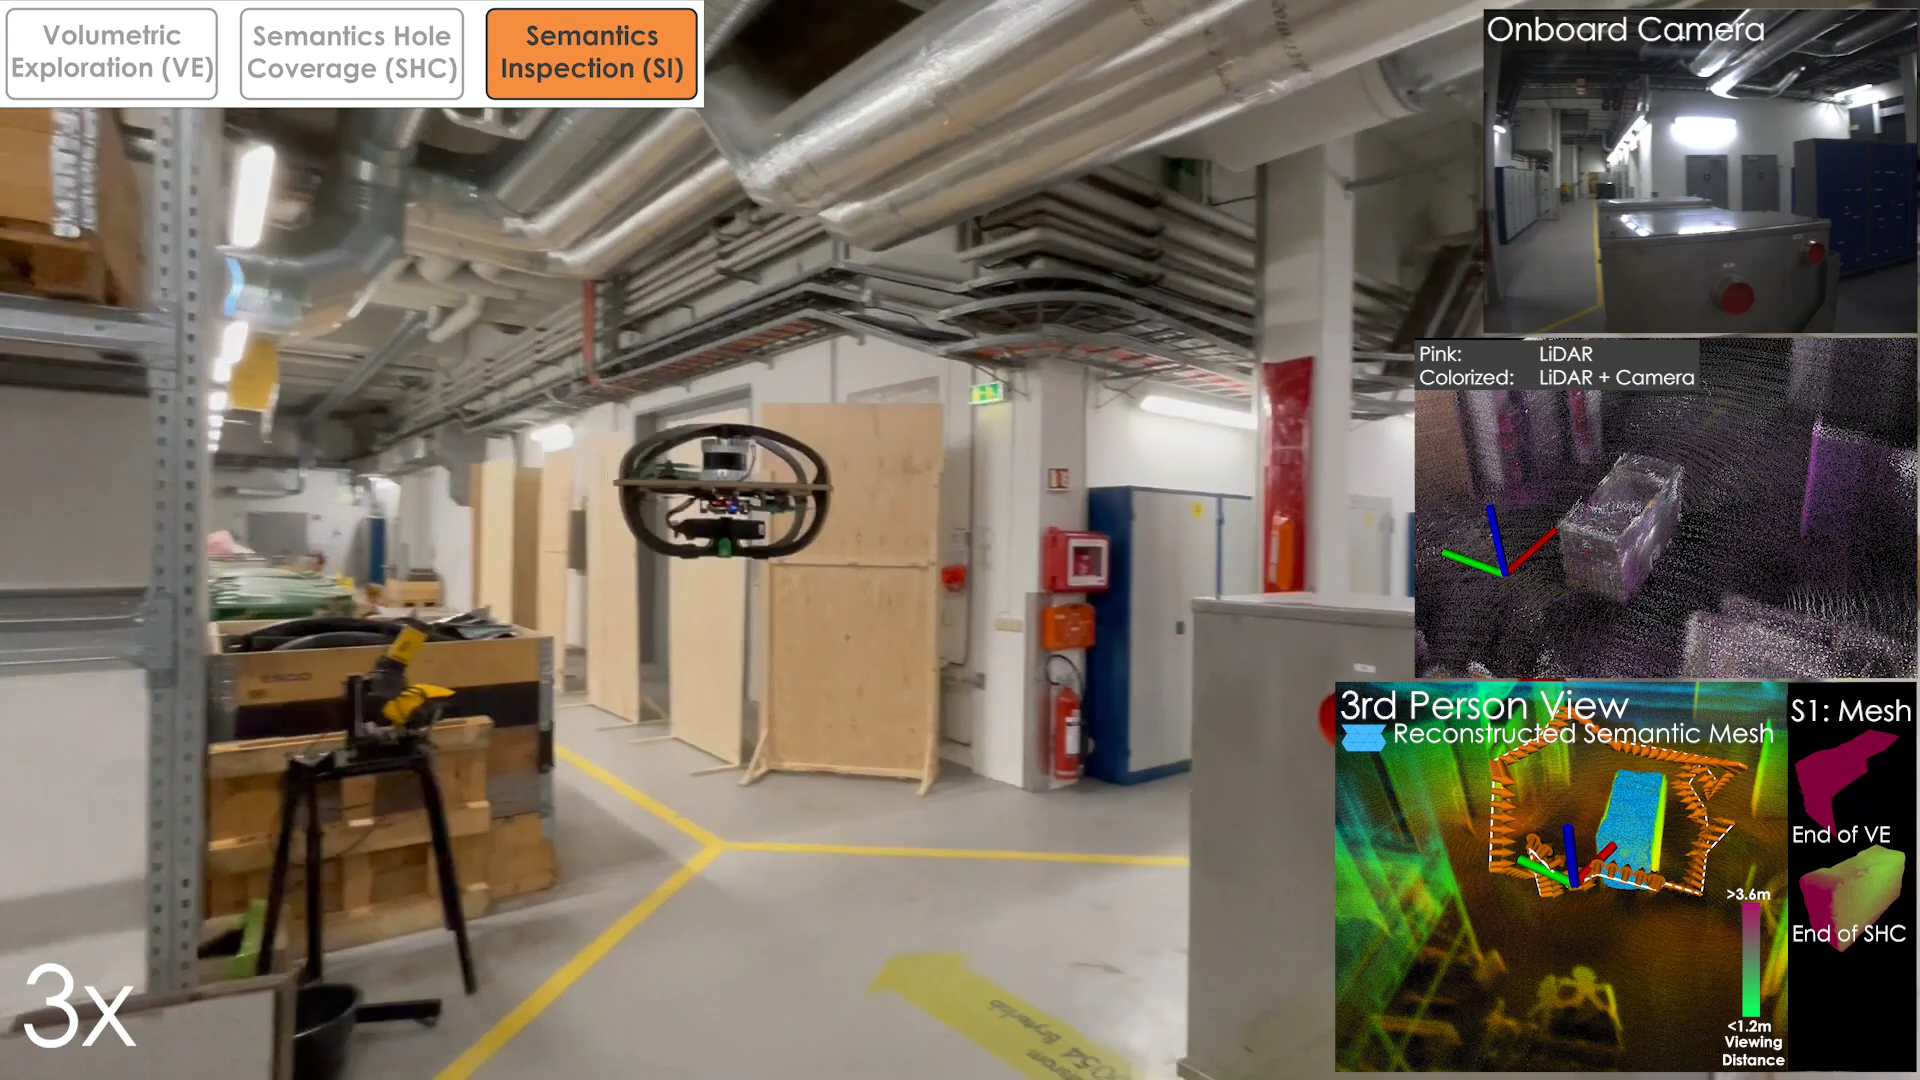 Volumetric
Exploration (VE)
Semantics Hole
Coverage (SHC)
Semantics
Inspection (SI)
Onboard Camera
Pink: LiDAR
Colorized: LiDAR + Camera
3rd Person View
Reconstructed Semantic Mesh
S1: Mesh
End of VE
End of SHC
>3.6m
<1.2m
Viewing
Distance
3x